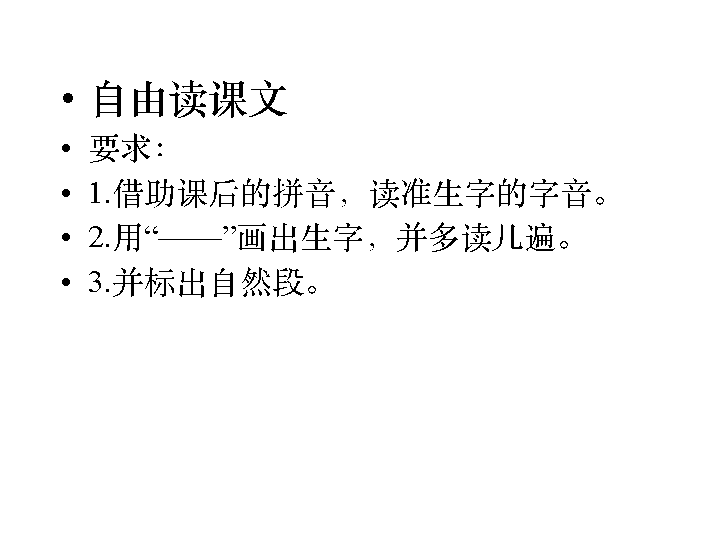 • 自由读课文
• 要求：
• 1.借助课后的拼音，读准生字的字音。
• 2.用“——”画出生字，并多读几遍。
• 3.并标出自然段。